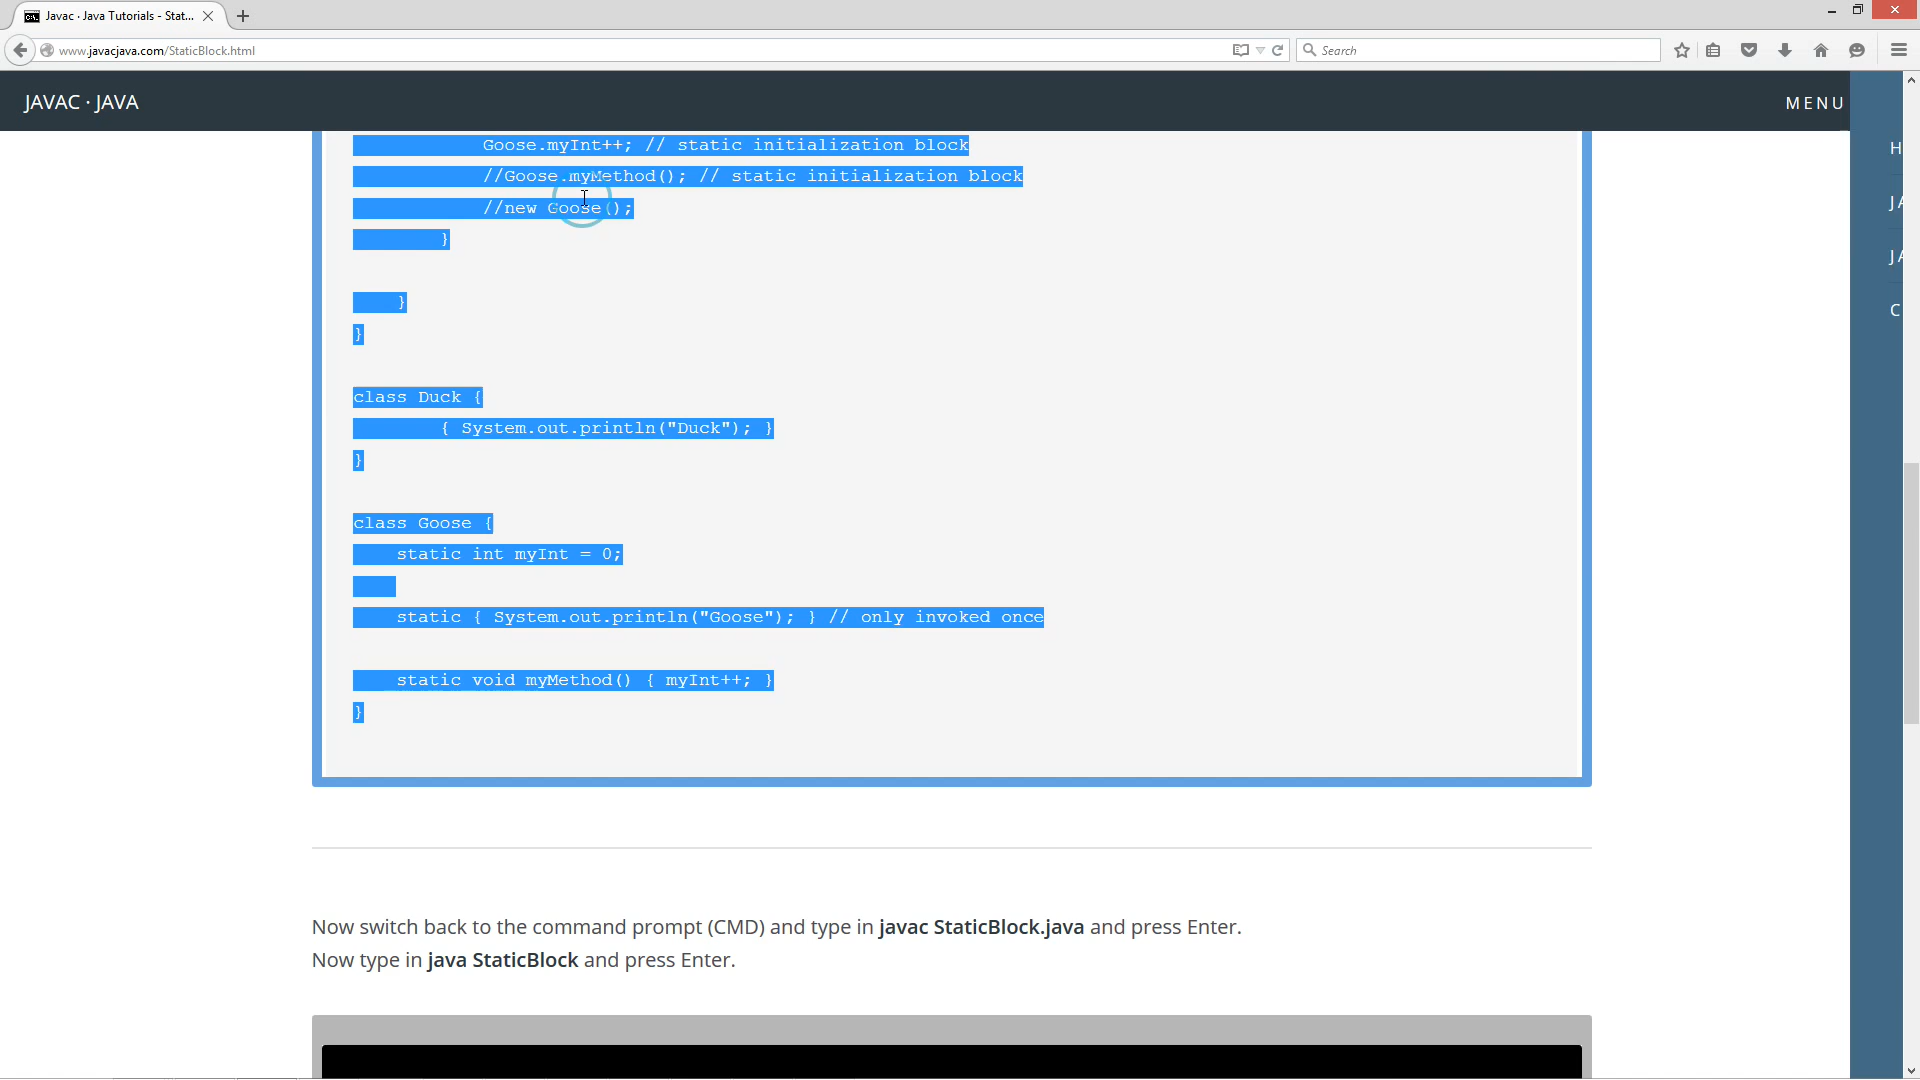 Javac · Java Tutorials - Stat...
www.javacjava.com/StaticBlock.html
Search
JAVAC · JAVA
MENU
H
JA
JA
C
Goose.myInt++; // static initialization block
//Goose.myMethod(); // static initialization block
//new Goose();
}
}
}
class Duck {
{ System.out.println("Duck"); }
}
class Goose {
static int myInt = 0;
static { System.out.println("Goose"); } // only invoked once
static void myMethod() { myInt++; }
}
Now switch back to the command prompt (CMD) and type in javac StaticBlock.java and press Enter.
Now type in java StaticBlock and press Enter.